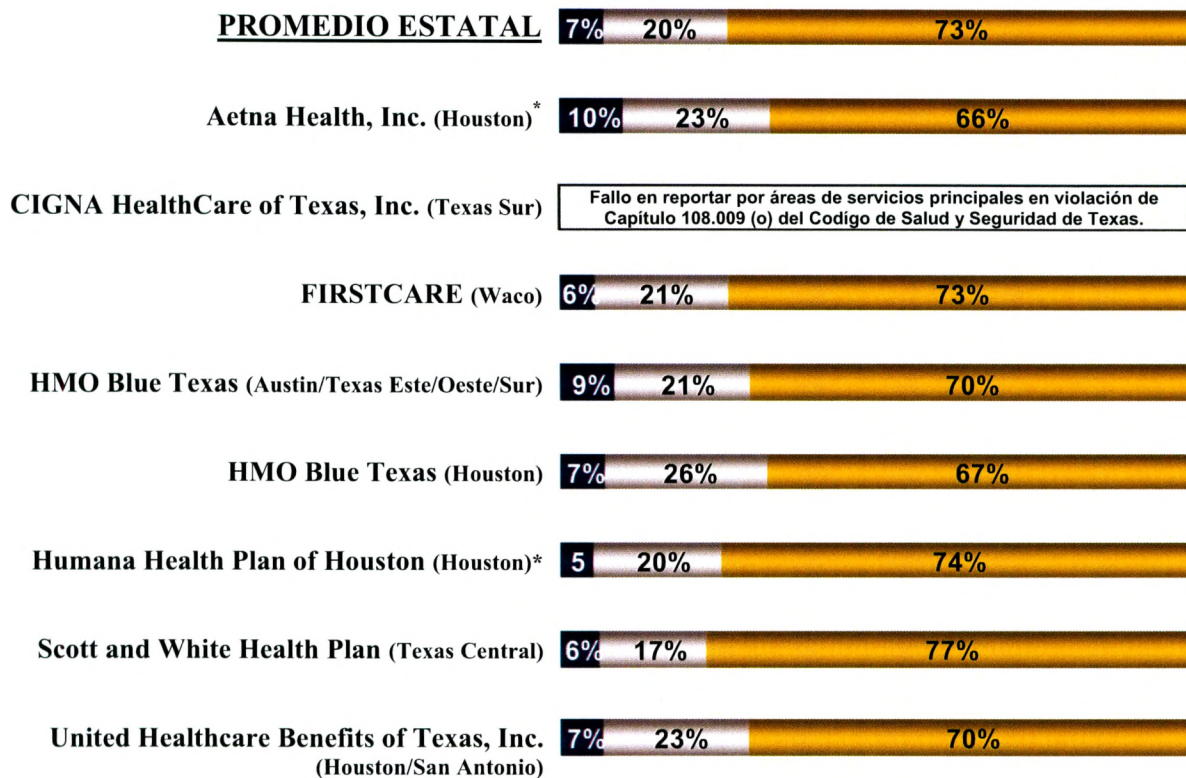 PROMEDIO ESTATAL 7% 20% 73%
Aetna Health, Inc. (Houston)* 10% 23% 66%
CIGNA HealthCare of Texas, Inc. (Texas Sur) Fallo en reportar por áreas de servicios principales en violación de
Capítulo 108.009 (o) del Codígo de Salud y Seguridad de Texas.
FIRSTCARE (Waco) 6% 21% 73%
HMO Blue Texas (Austin/Texas Este/Oeste/Sur) 9% 21% 70%
HMO Blue Texas (Houston) 7% 26% 67%
Humana Health Plan of Houston (Houston)* 5 20% 74%
Scott and White Health Plan (Texas Central) 6% 17% 77%
United Healthcare Benefits of Texas, Inc. 7% 23% 70%
(Houston/San Antonio)